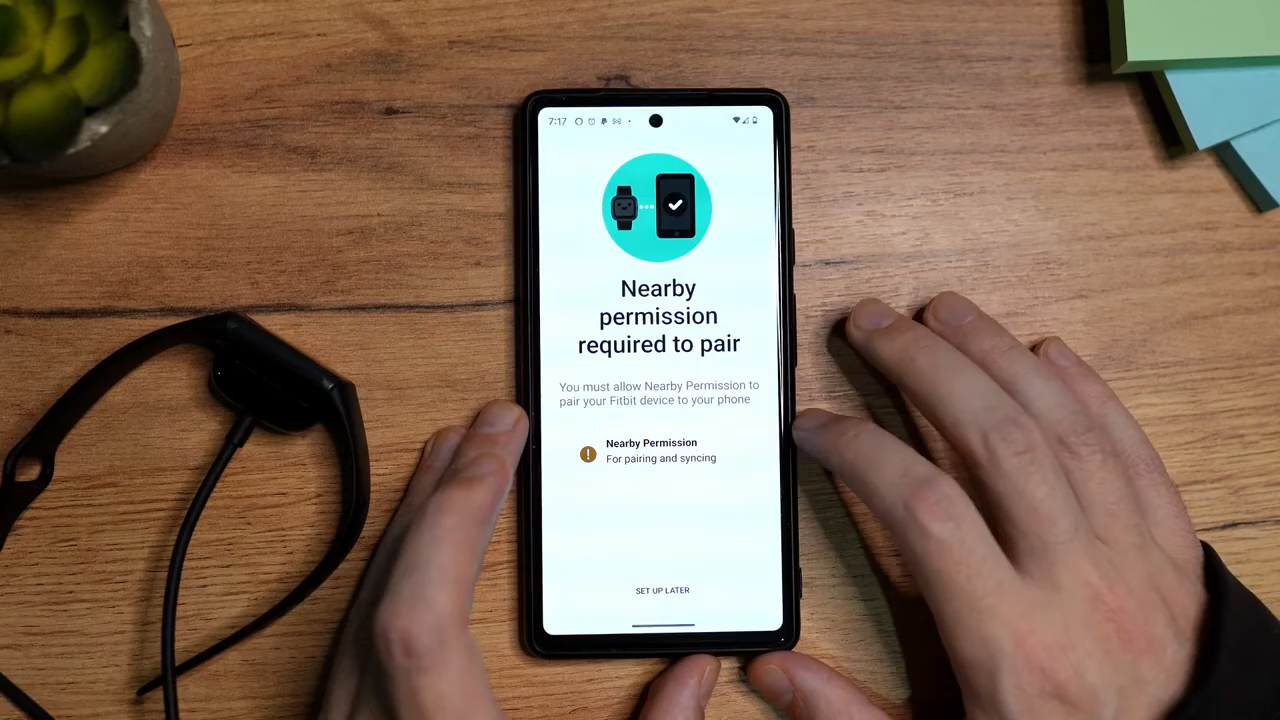 7:17
Nearby
permission
required to pair
You must allow Nearby Permission to
pair your Fitbit device to your phone
!
Nearby Permission
For pairing and syncing
SET UP LATER